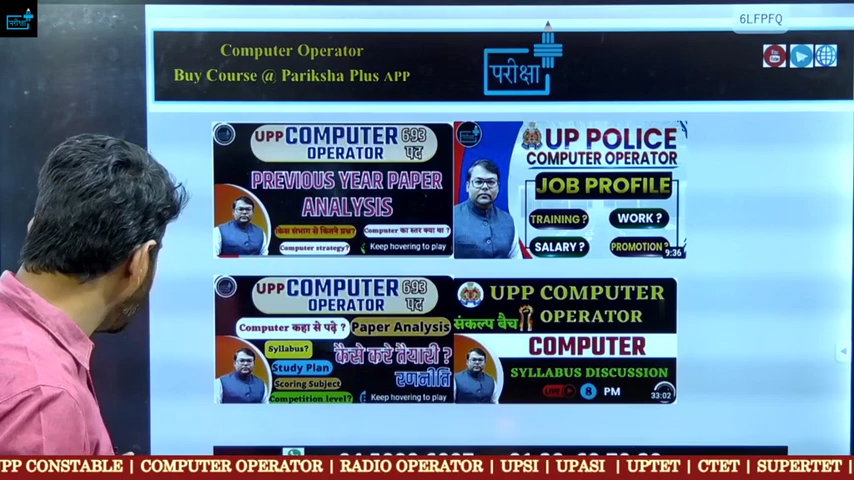 परीक्षा
6LFPFQ
Computer Operator
Buy Course @ Pariksha Plus APP
परीक्षा
UPP COMPUTER 693 पद
OPERATOR
PREVIOUS YEAR PAPER
ANALYSIS
Computer का स्तर क्या था ?
Computer strategy?
Keep hovering to play
UP POLICE
COMPUTER OPERATOR
JOB PROFILE
TRAINING ?
WORK ?
SALARY ?
PROMOTION ?
9:36
UPP COMPUTER 693 पद
OPERATOR
Computer कहा से पढ़े ?
Paper Analysis
Syllabus?
कैसे करे तैयारी ?
Study Plan
रणनीति
Scoring Subject
Competition level?
Keep hovering to play
UPP COMPUTER
संकल्प बैच
OPERATOR
COMPUTER
SYLLABUS DISCUSSION
LIVE
8 PM
33:02
UPP CONSTABLE | COMPUTER OPERATOR | RADIO OPERATOR | UPSI | UPASI | UPTET | CTET | SUPERTET |